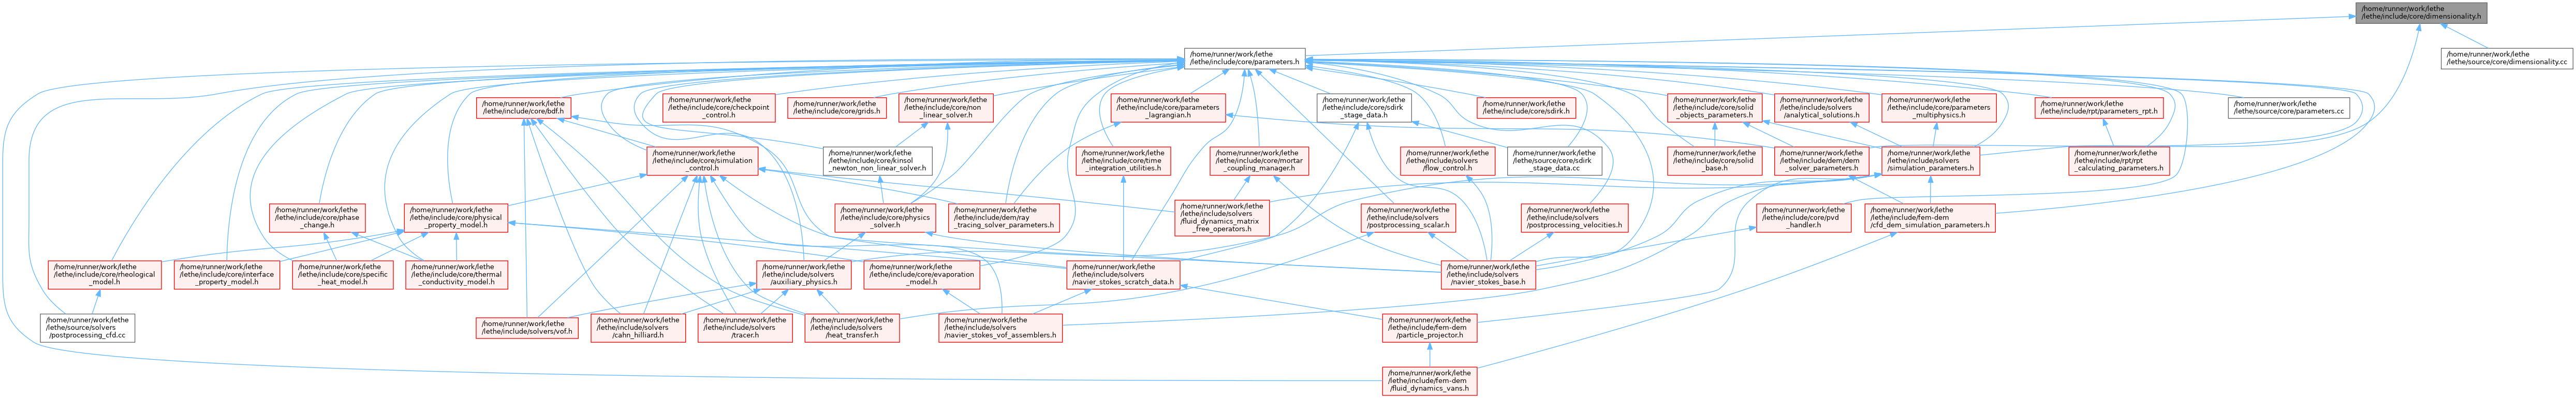 /home/runner/work/lethe
/lethe/include/core/dimensionality.h
/home/runner/work/lethe
/lethe/include/core/parameters.h
/home/runner/work/lethe
/lethe/source/core/dimensionality.cc
/home/runner/work/lethe
/lethe/include/core/bdf.h
/home/runner/work/lethe
/lethe/include/core/checkpoint
_control.h
/home/runner/work/lethe
/lethe/include/core/grids.h
/home/runner/work/lethe
/lethe/include/core/non
_linear_solver.h
/home/runner/work/lethe
/lethe/include/core/parameters
_lagrangian.h
/home/runner/work/lethe
/lethe/include/core/sdirk
_stage_data.h
/home/runner/work/lethe
/lethe/include/core/sdirk.h
/home/runner/work/lethe
/lethe/include/core/solid
_objects_parameters.h
/home/runner/work/lethe
/lethe/include/solvers
/analytical_solutions.h
/home/runner/work/lethe
/lethe/include/core/parameters
_multiphysics.h
/home/runner/work/lethe
/lethe/include/rpt/parameters_rpt.h
/home/runner/work/lethe
/lethe/source/core/parameters.cc
/home/runner/work/lethe
/lethe/include/core/simulation
_control.h
/home/runner/work/lethe
/lethe/include/core/kinsol
_newton_non_linear_solver.h
/home/runner/work/lethe
/lethe/include/core/time
_integration_utilities.h
/home/runner/work/lethe
/lethe/include/core/mortar
_coupling_manager.h
/home/runner/work/lethe
/lethe/include/solvers
/flow_control.h
/home/runner/work/lethe
/lethe/source/core/sdirk
_stage_data.cc
/home/runner/work/lethe
/lethe/include/core/solid
_base.h
/home/runner/work/lethe
/lethe/include/dem/dem
_solver_parameters.h
/home/runner/work/lethe
/lethe/include/solvers
/simulation_parameters.h
/home/runner/work/lethe
/lethe/include/rpt/rpt
_calculating_parameters.h
/home/runner/work/lethe
/lethe/include/core/phase
_change.h
/home/runner/work/lethe
/lethe/include/core/physical
_property_model.h
/home/runner/work/lethe
/lethe/include/core/physics
_solver.h
/home/runner/work/lethe
/lethe/include/dem/ray
_tracing_solver_parameters.h
/home/runner/work/lethe
/lethe/include/solvers
/fluid_dynamics_matrix
_free_operators.h
/home/runner/work/lethe
/lethe/include/solvers
/postprocessing_scalar.h
/home/runner/work/lethe
/lethe/include/solvers
/postprocessing_velocities.h
/home/runner/work/lethe
/lethe/include/core/pvd
_handler.h
/home/runner/work/lethe
/lethe/include/fem-dem
/cfd_dem_simulation_parameters.h
/home/runner/work/lethe
/lethe/include/core/rheological
_model.h
/home/runner/work/lethe
/lethe/include/core/interface
_property_model.h
/home/runner/work/lethe
/lethe/include/core/specific
_heat_model.h
/home/runner/work/lethe
/lethe/include/core/thermal
_conductivity_model.h
/home/runner/work/lethe
/lethe/include/solvers
/auxiliary_physics.h
/home/runner/work/lethe
/lethe/include/core/evaporation
_model.h
/home/runner/work/lethe
/lethe/include/solvers
/navier_stokes_scratch_data.h
/home/runner/work/lethe
/lethe/include/solvers
/navier_stokes_base.h
/home/runner/work/lethe
/lethe/source/solvers
/postprocessing_cfd.cc
/home/runner/work/lethe
/lethe/include/solvers/vof.h
/home/runner/work/lethe
/lethe/include/solvers
/cahn_hilliard.h
/home/runner/work/lethe
/lethe/include/solvers
/tracer.h
/home/runner/work/lethe
/lethe/include/solvers
/heat_transfer.h
/home/runner/work/lethe
/lethe/include/solvers
/navier_stokes_vof_assemblers.h
/home/runner/work/lethe
/lethe/include/fem-dem
/particle_projector.h
/home/runner/work/lethe
/lethe/include/fem-dem
/fluid_dynamics_vans.h